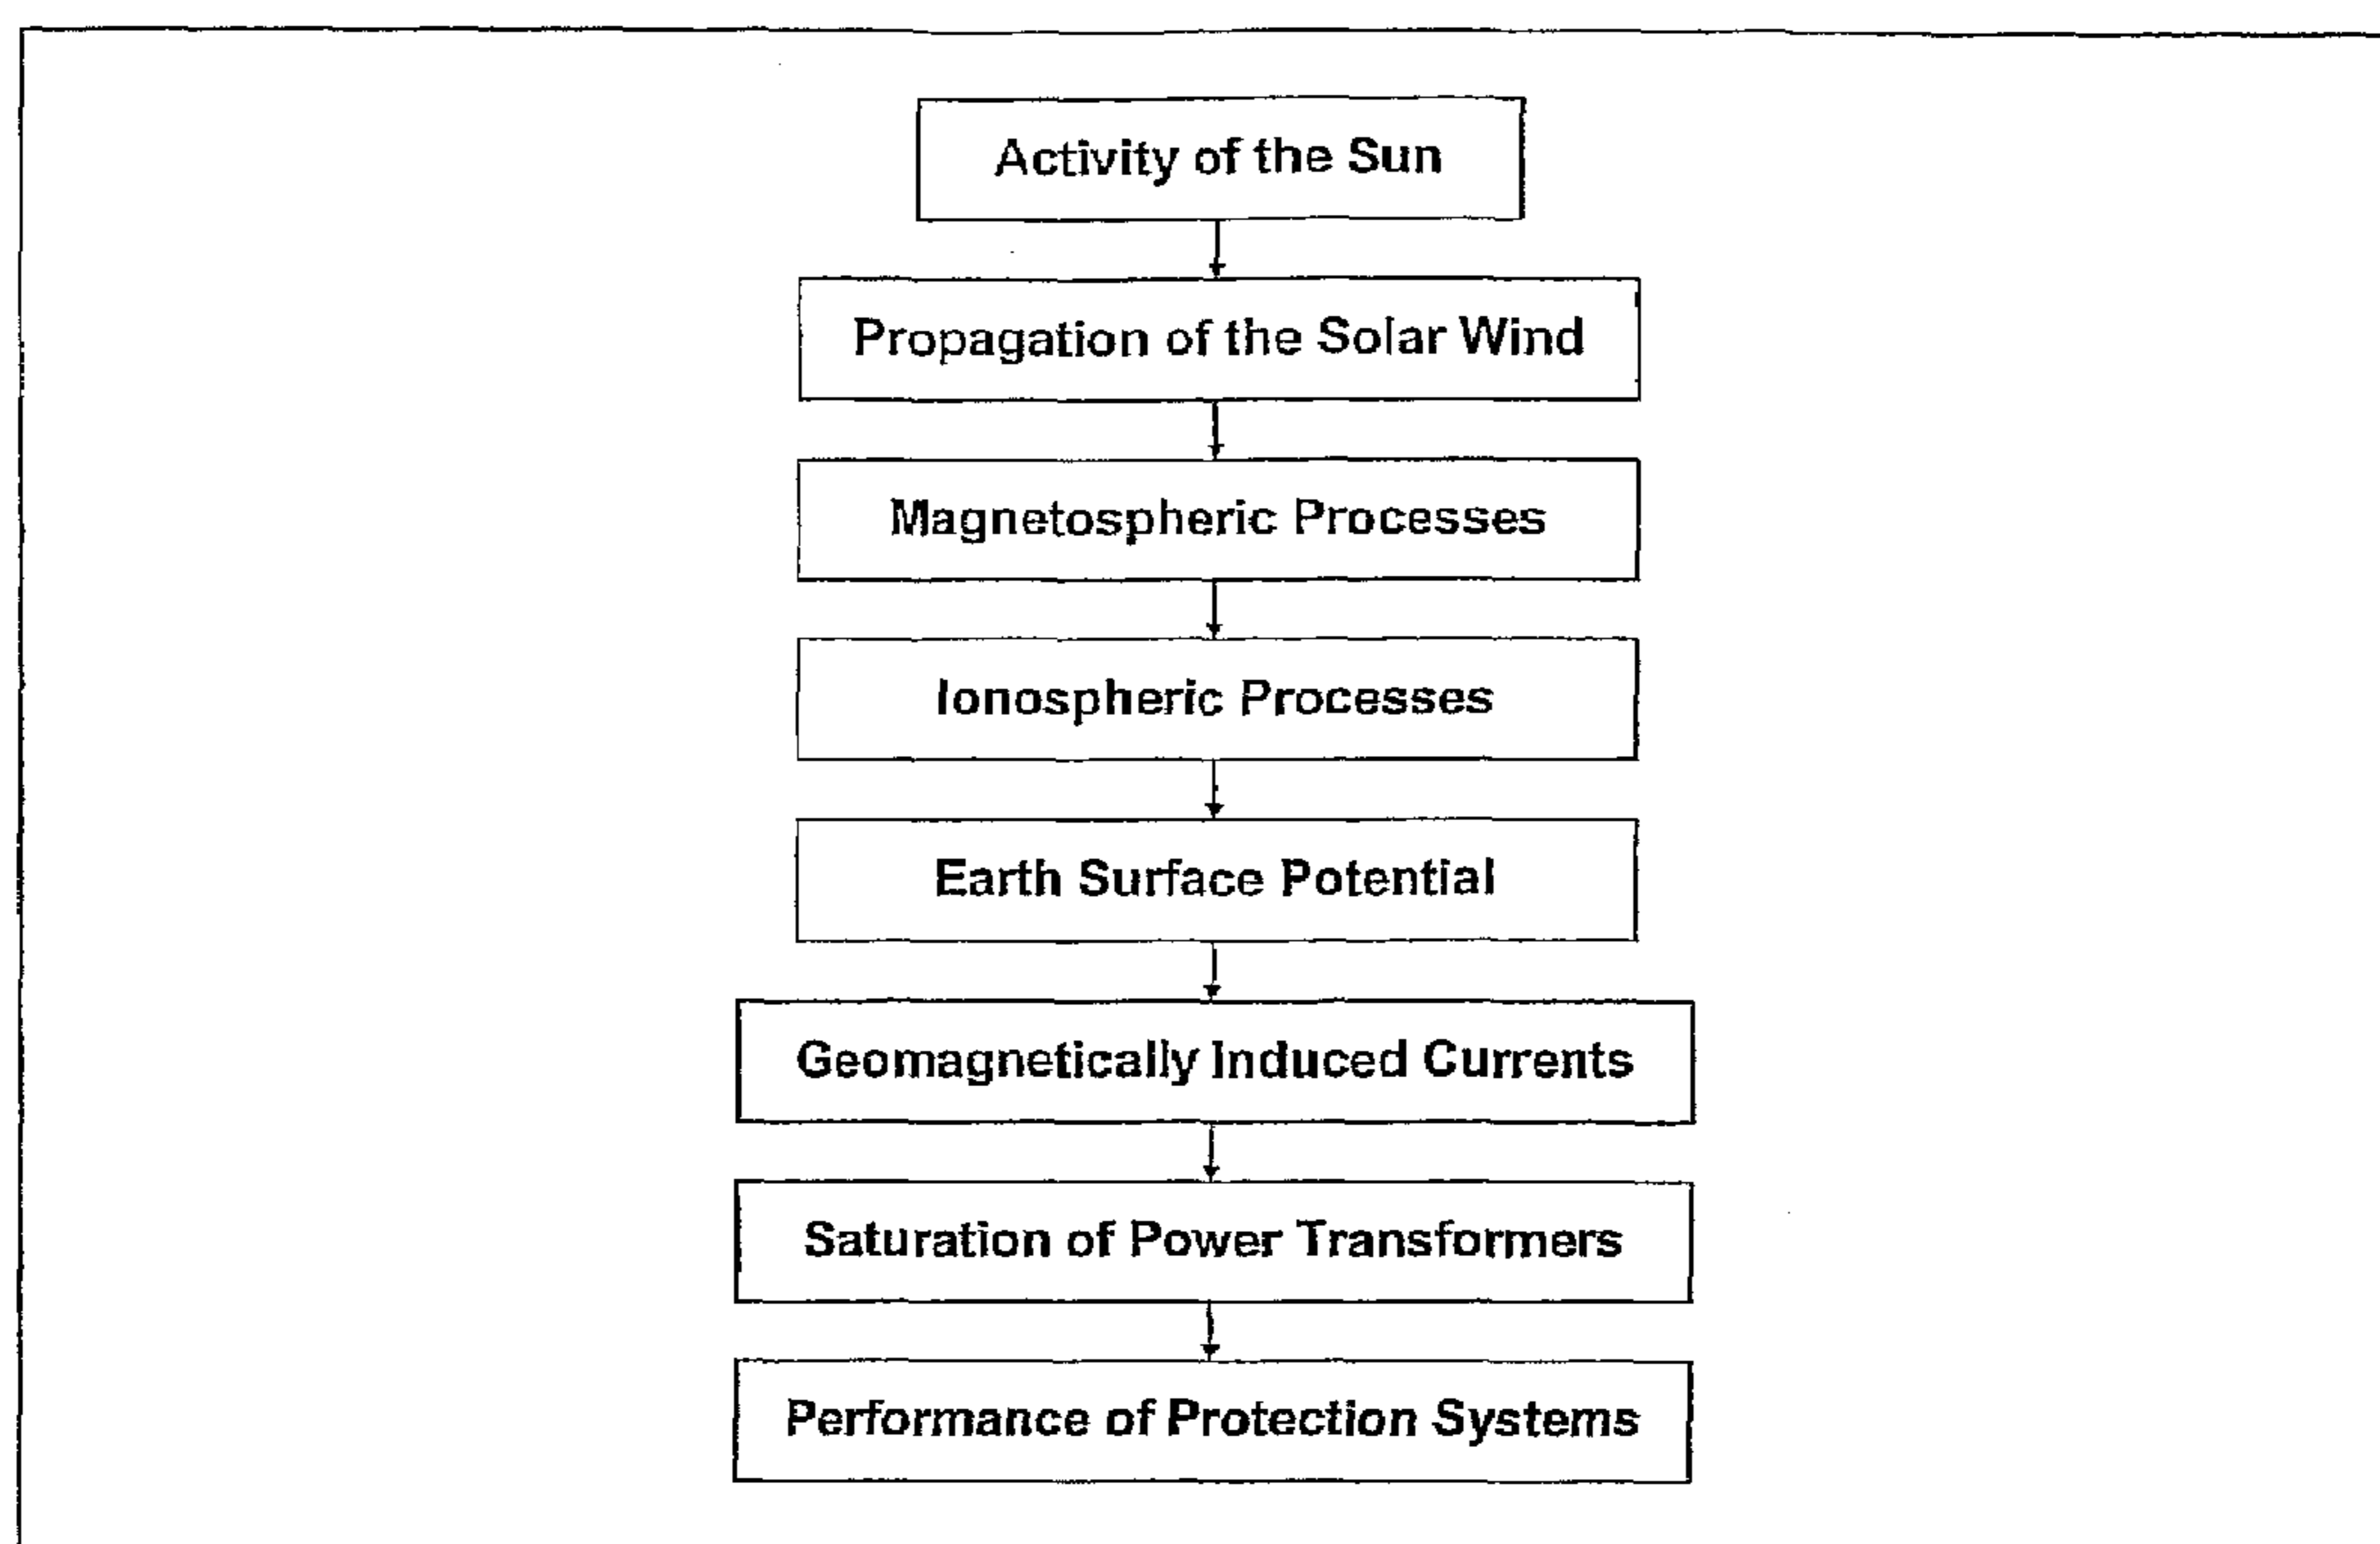 Activity of the Sun
Propagation of the Solar Wind
Magnetospheric Processes
Ionospheric Processes
Earth Surface Potential
Geomagnetically Induced Currents
Saturation of Power Transformers
Performance of Protection Systems